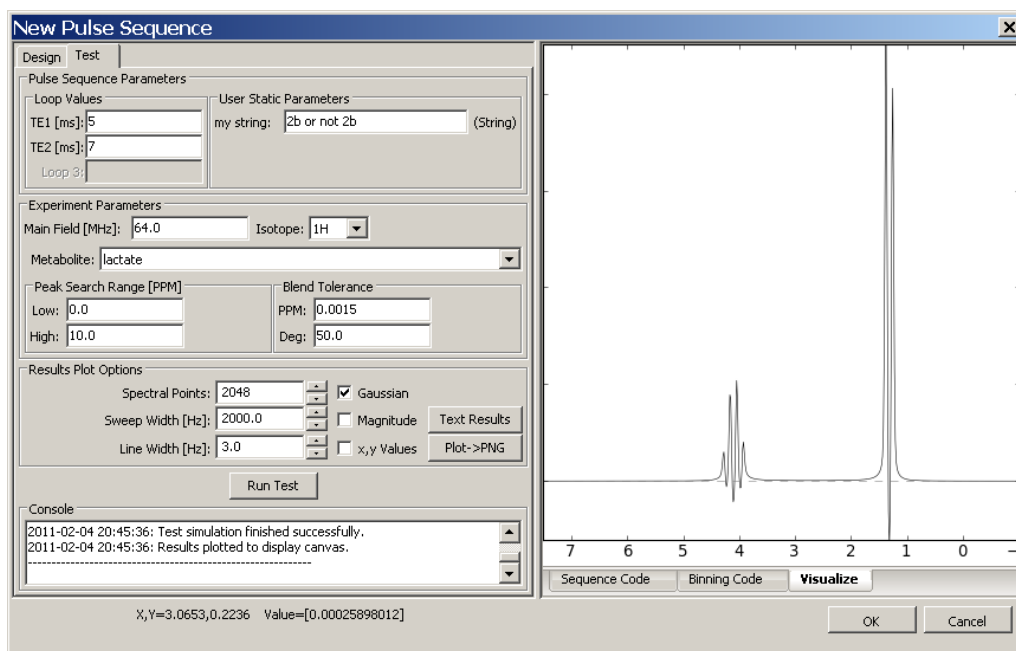 New Pulse Sequence
Design Test
Pulse Sequence Parameters
Loop Values
TE1 [ms]: 5
TE2 [ms]: 7
Loop 3:
User Static Parameters
my string: 2b or not 2b (String)
Experiment Parameters
Main Field [MHz]: 64.0 Isotope: 1H
Metabolite: lactate
Peak Search Range [PPM]
Low: 0.0
High: 10.0
Blend Tolerance
PPM: 0.0015
Deg: 50.0
Results Plot Options
Spectral Points: 2048 Gaussian
Sweep Width [Hz]: 2000.0 Magnitude Text Results
Line Width [Hz]: 3.0 x,y Values Plot->PNG
Run Test
Console
2011-02-04 20:45:36: Test simulation finished successfully.
2011-02-04 20:45:36: Results plotted to display canvas.
------------------------------------------------------------
7 6 5 4 3 2 1 0 −
Sequence Code Binning Code Visualize
X,Y=3.0653,0.2236 Value=[0.00025898012]
OK Cancel